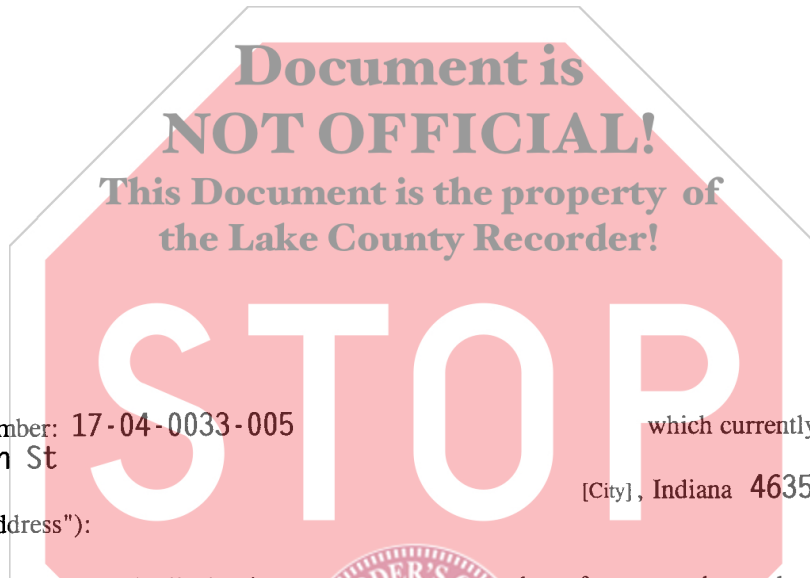 Document is
NOT OFFICIAL!
This Document is the property of
the Lake County Recorder!
STOP
mber: 17-04-0033-005 which currently
n St
[City], Indiana 4635
ddress"):
DER'S